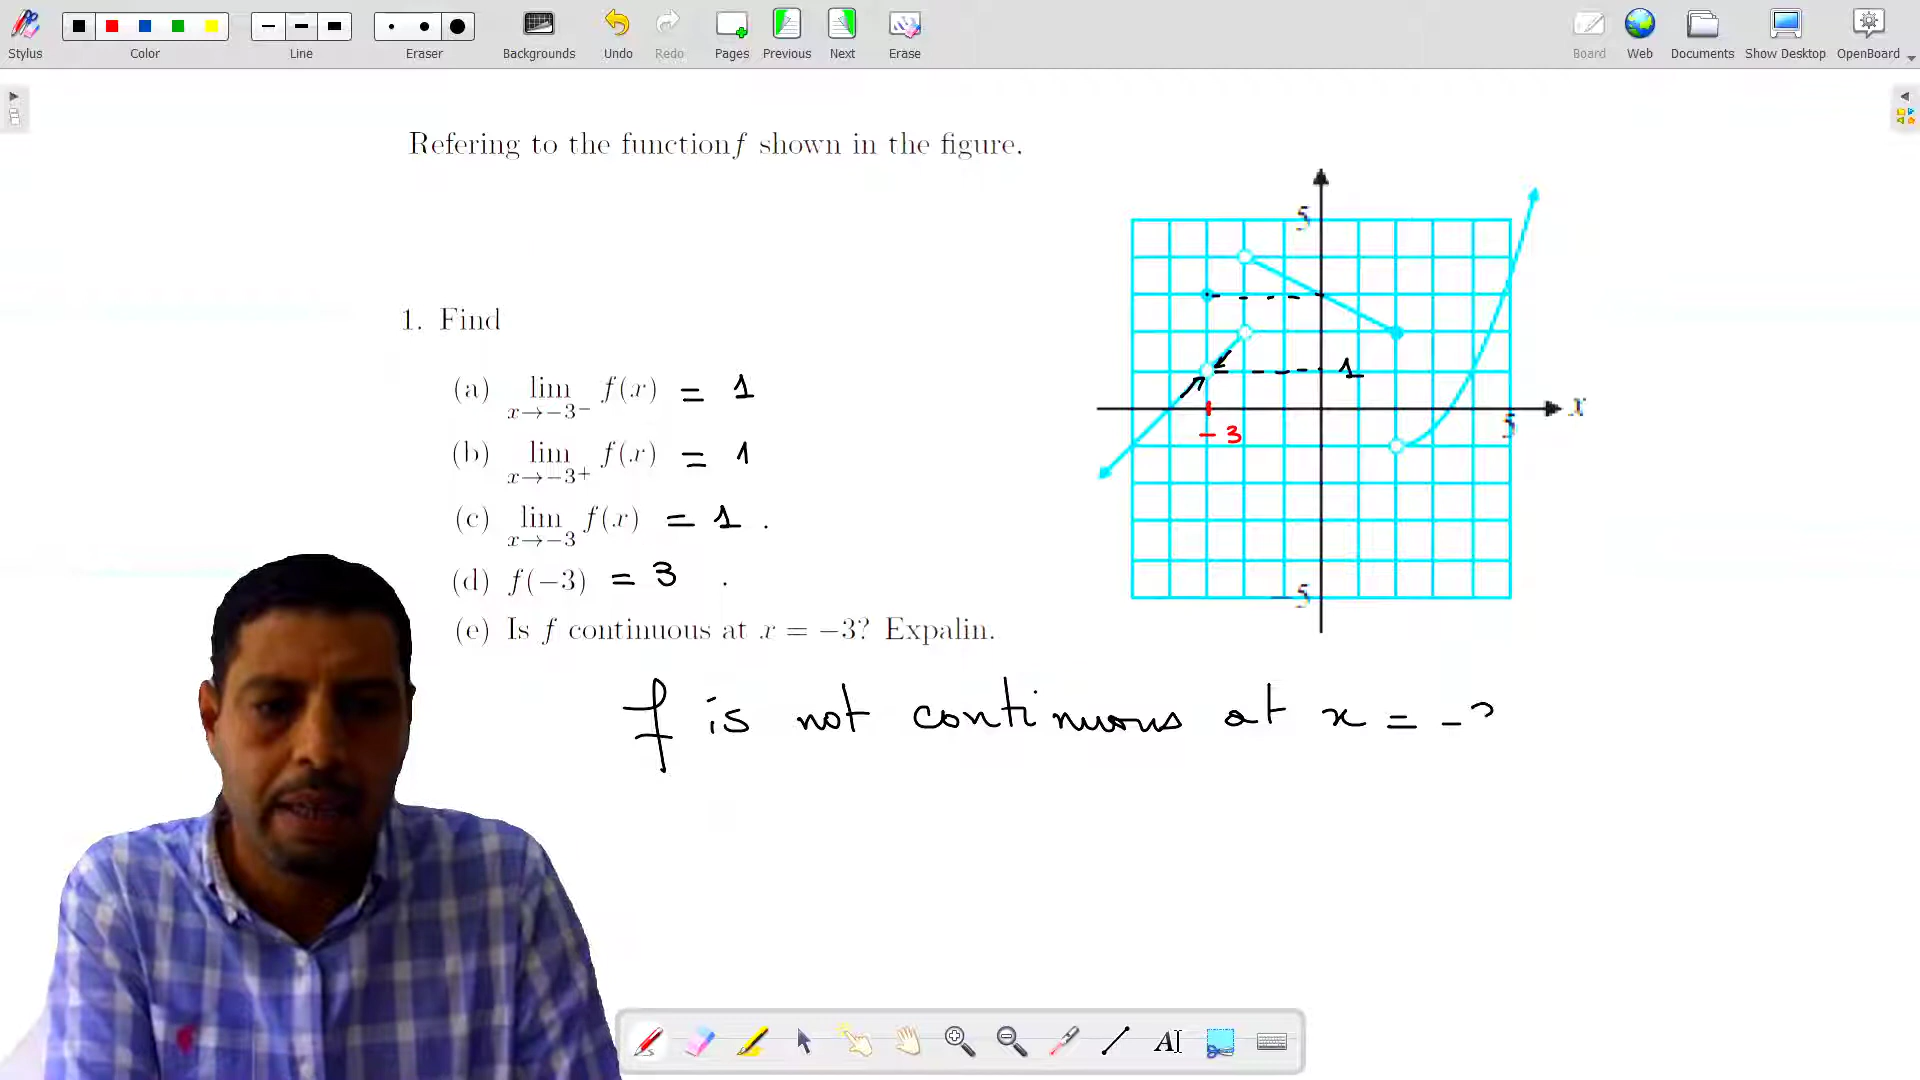 Stylus Color Line Eraser Backgrounds Undo Redo Pages Previous Next Erase Board Web Documents Show Desktop OpenBoard
Refering to the function f shown in the figure.
1. Find
(a) lim x→−3⁻ f(x) = 1
(b) lim x→−3⁺ f(x) = 1
(c) lim x→−3 f(x) = 1 .
(d) f(−3) = 3 .
(e) Is f continuous at x = −3? Expalin.
f is not continuous at x = -
5
1
x
5
- 3
-5